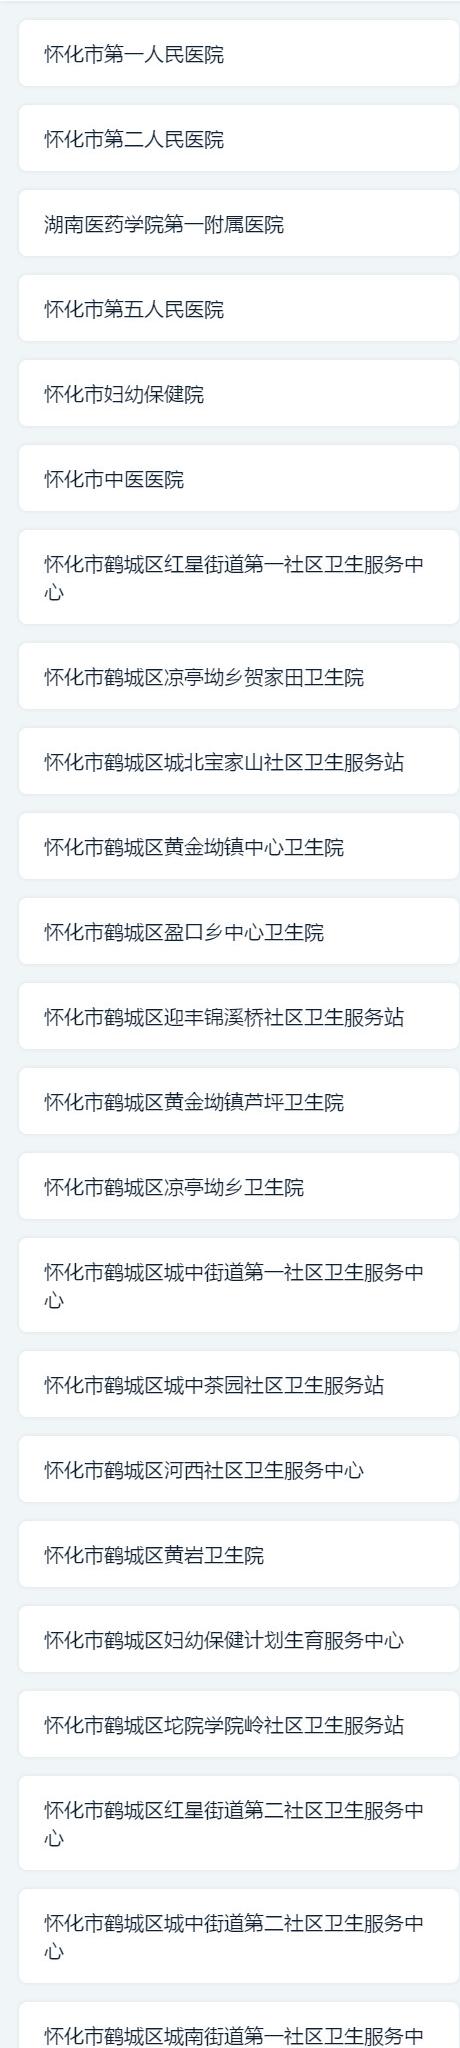 怀化市第一人民医院
怀化市第二人民医院
湖南医药学院第一附属医院
怀化市第五人民医院
怀化市妇幼保健院
怀化市中医医院
怀化市鹤城区红星街道第一社区卫生服务中
心
怀化市鹤城区凉亭坳乡贺家田卫生院
怀化市鹤城区城北宝家山社区卫生服务站
怀化市鹤城区黄金坳镇中心卫生院
怀化市鹤城区盈口乡中心卫生院
怀化市鹤城区迎丰锦溪桥社区卫生服务站
怀化市鹤城区黄金坳镇芦坪卫生院
怀化市鹤城区凉亭坳乡卫生院
怀化市鹤城区城中街道第一社区卫生服务中
心
怀化市鹤城区城中茶园社区卫生服务站
怀化市鹤城区河西社区卫生服务中心
怀化市鹤城区黄岩卫生院
怀化市鹤城区妇幼保健计划生育服务中心
怀化市鹤城区坨院学院岭社区卫生服务站
怀化市鹤城区红星街道第二社区卫生服务中
心
怀化市鹤城区城中街道第二社区卫生服务中
心
怀化市鹤城区城南街道第一社区卫生服务中